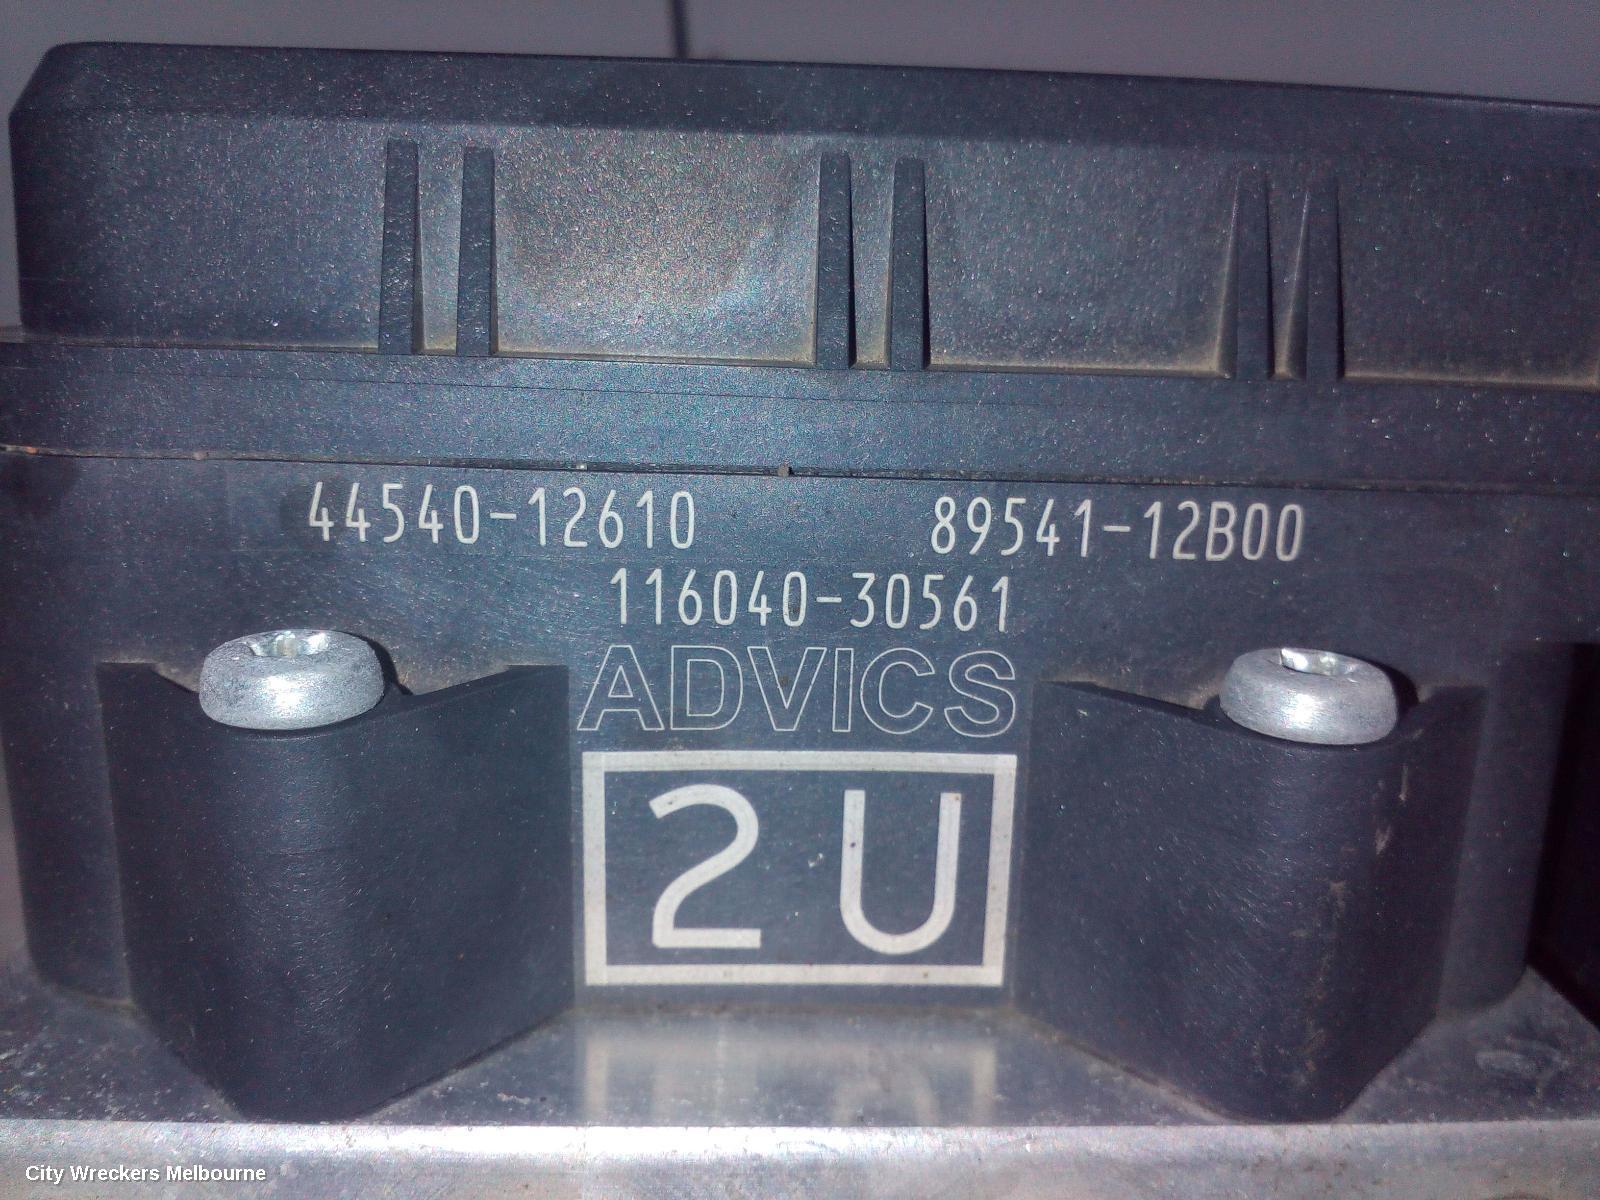 44540-12610 89541-12B00
116040-30561
ADVICS
2U
City Wreckers Melbourne